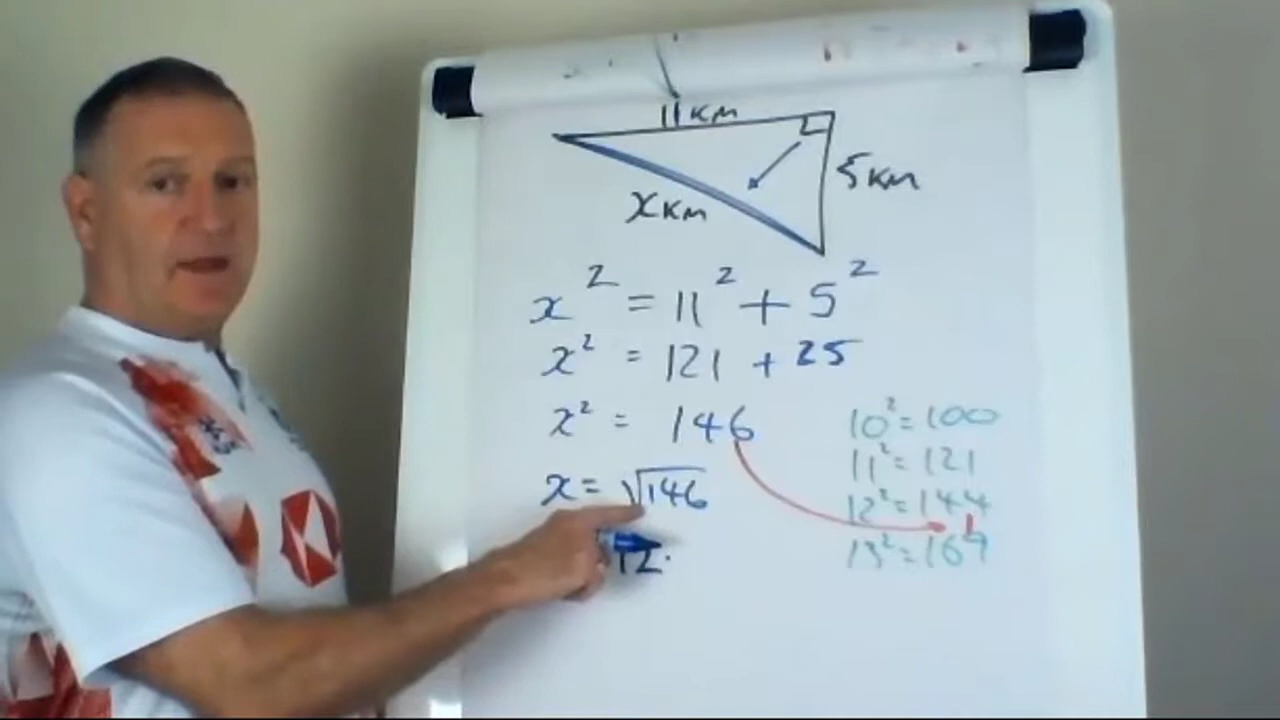 11 KM
5 KM
x KM
x² = 11² + 5²
x² = 121 + 25
x² = 146
x = √146
12.
10² = 100
11² = 121
12² = 144
13² = 169